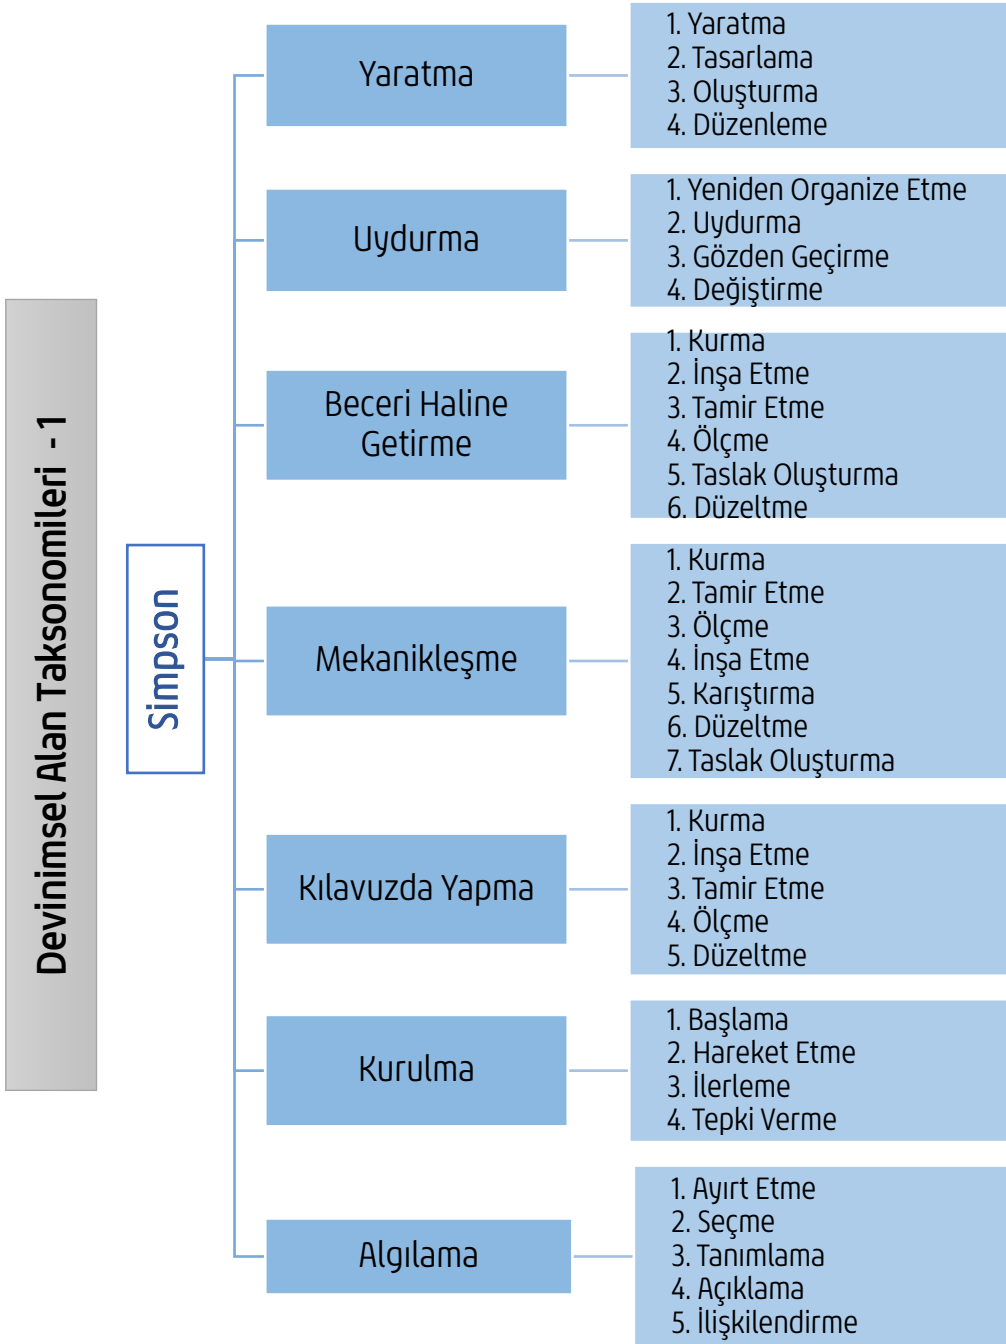 Devinimsel Alan Taksonomileri - 1
Simpson
Yaratma
1. Yaratma
2. Tasarlama
3. Oluşturma
4. Düzenleme
Uydurma
1. Yeniden Organize Etme
2. Uydurma
3. Gözden Geçirme
4. Değiştirme
Beceri Haline
Getirme
1. Kurma
2. İnşa Etme
3. Tamir Etme
4. Ölçme
5. Taslak Oluşturma
6. Düzeltme
Mekanikleşme
1. Kurma
2. Tamir Etme
3. Ölçme
4. İnşa Etme
5. Karıştırma
6. Düzeltme
7. Taslak Oluşturma
Kılavuzda Yapma
1. Kurma
2. İnşa Etme
3. Tamir Etme
4. Ölçme
5. Düzeltme
Kurulma
1. Başlama
2. Hareket Etme
3. İlerleme
4. Tepki Verme
Algılama
1. Ayırt Etme
2. Seçme
3. Tanımlama
4. Açıklama
5. İlişkilendirme